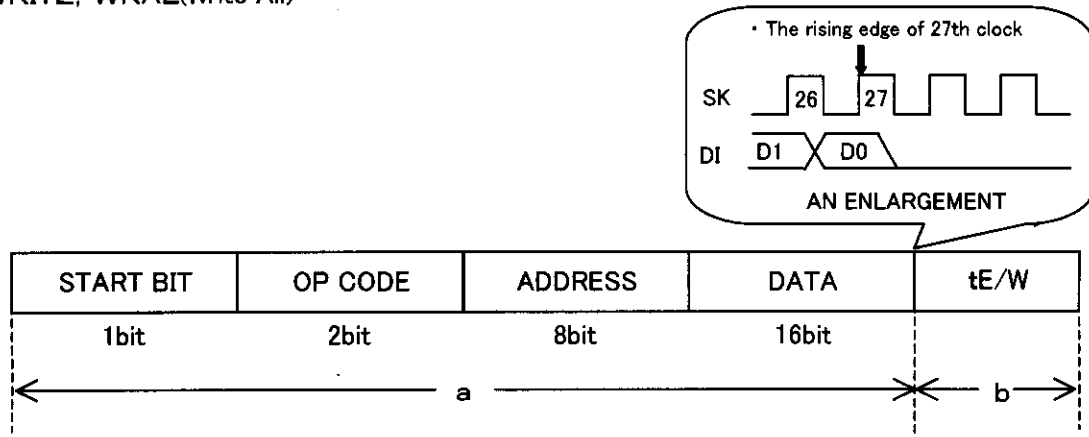 WRITE, WRAL(Write All)
・The rising edge of 27th clock
SK 26 27
DI D1 D0
AN ENLARGEMENT
START BIT OP CODE ADDRESS DATA tE/W
1bit 2bit 8bit 16bit
a b